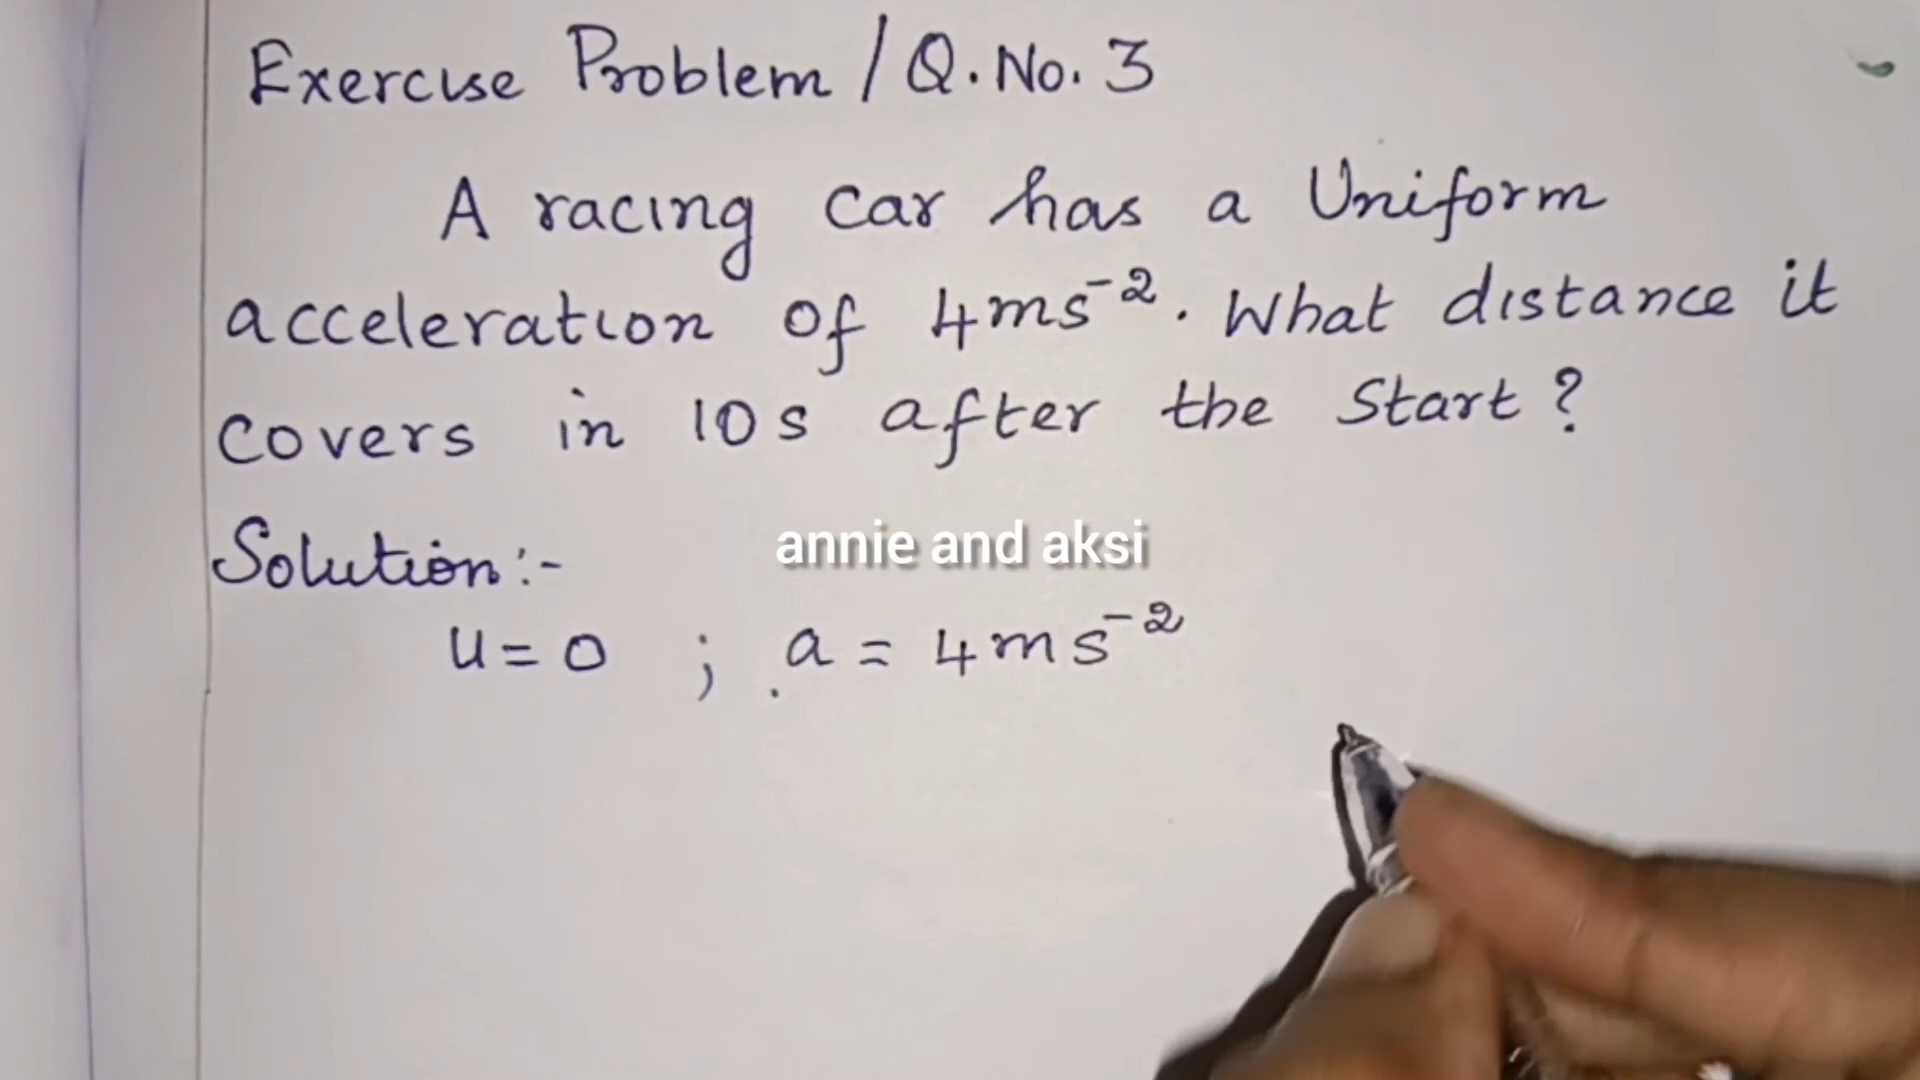 Exercise Problem / Q. No. 3
A racing car has a Uniform
acceleration of 4ms⁻². What distance it
covers in 10s after the Start?
Solution:-
annie and aksi
u = 0 ; a = 4ms⁻²